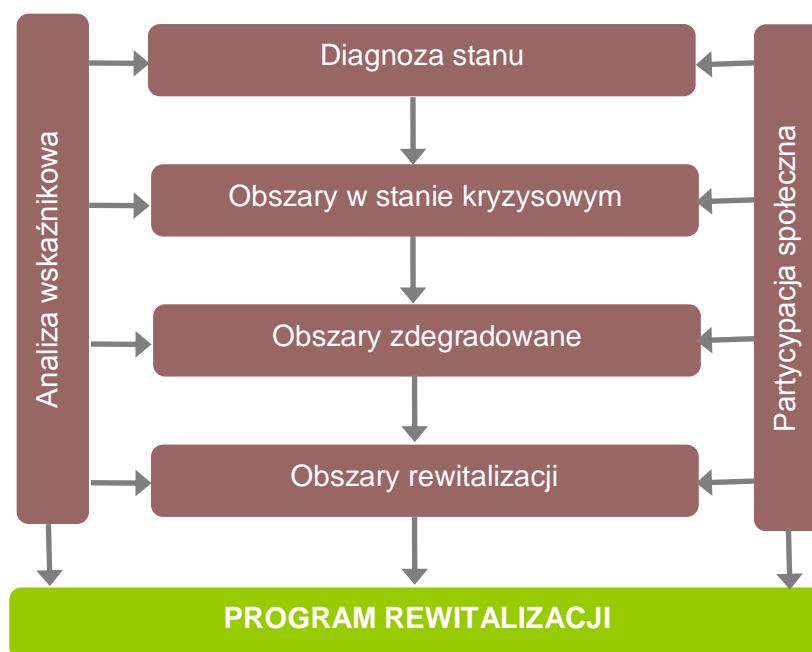 Diagnoza stanu
Obszary w stanie kryzysowym
Obszary zdegradowane
Obszary rewitalizacji
Analiza wskaźnikowa
Partycypacja społeczna
PROGRAM REWITALIZACJI